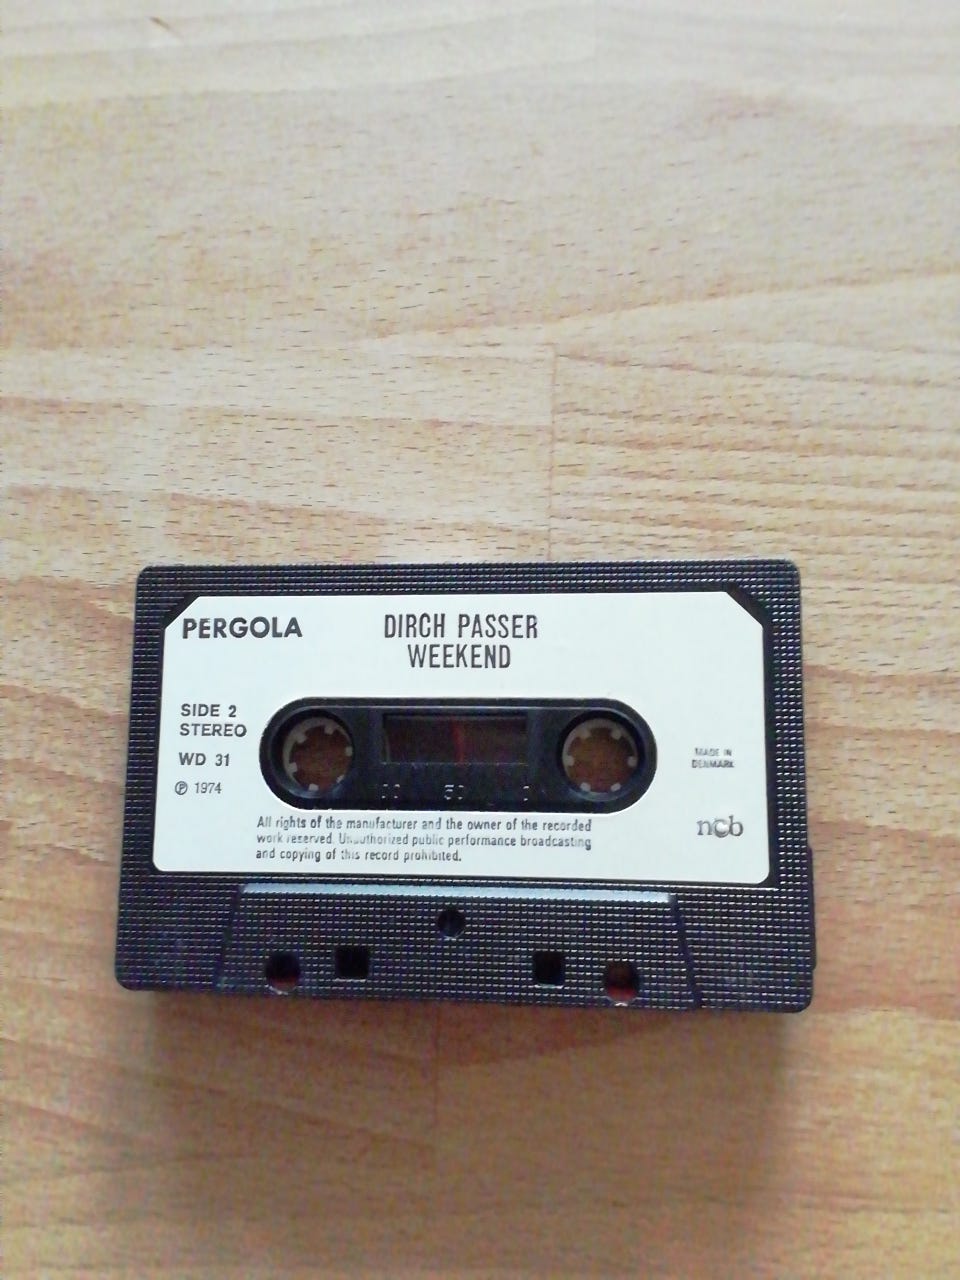 PERGOLA
DIRCH PASSER
WEEKEND
SIDE 2
STEREO
WD 31
℗ 1974
MADE IN
DENMARK
ncb
All rights of the manufacturer and the owner of the recorded
work reserved. Unauthorized public performance broadcasting
and copying of this record prohibited.